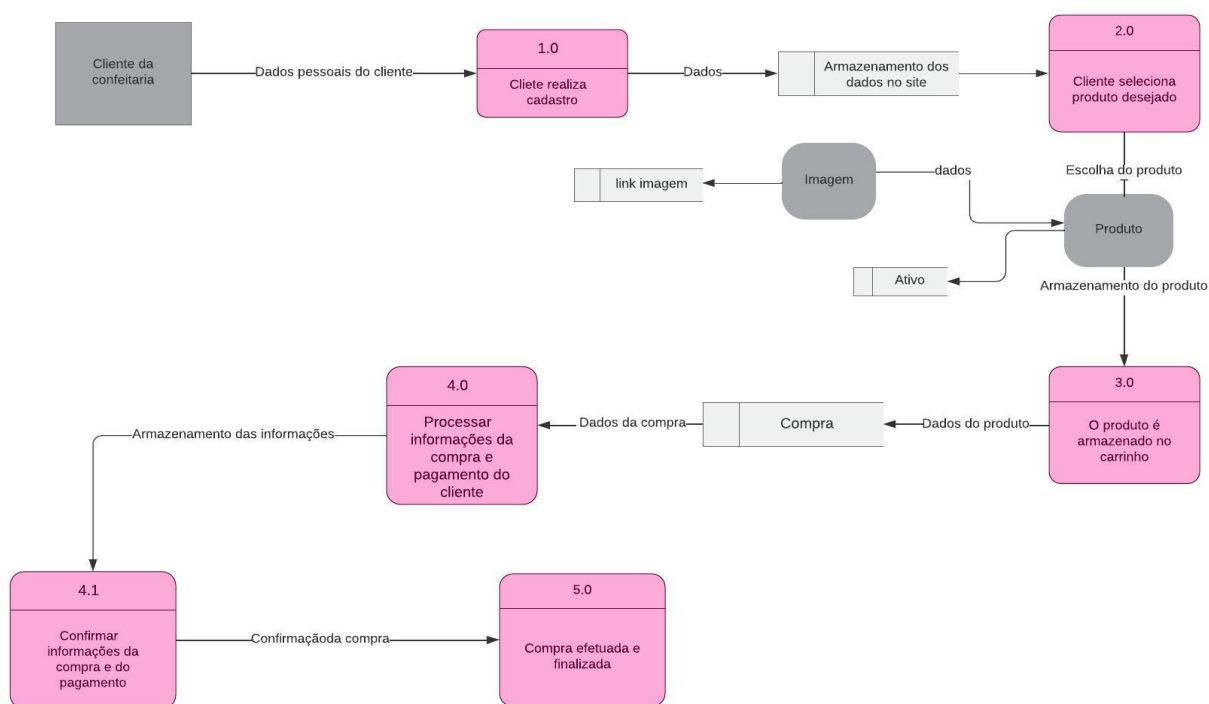 Cliente da
confeitaria
Dados pessoais do cliente
1.0
Cliete realiza
cadastro
Dados
Armazenamento dos
dados no site
2.0
Cliente seleciona
produto desejado
link imagem
Imagem
dados
Escolha do produto
Produto
Ativo
Armazenamento do produto
3.0
O produto é
armazenado no
carrinho
Dados do produto
Compra
Dados da compra
4.0
Processar
informações da
compra e
pagamento do
cliente
Armazenamento das informações
4.1
Confirmar
informações da
compra e do
pagamento
Confirmaçãoda compra
5.0
Compra efetuada e
finalizada